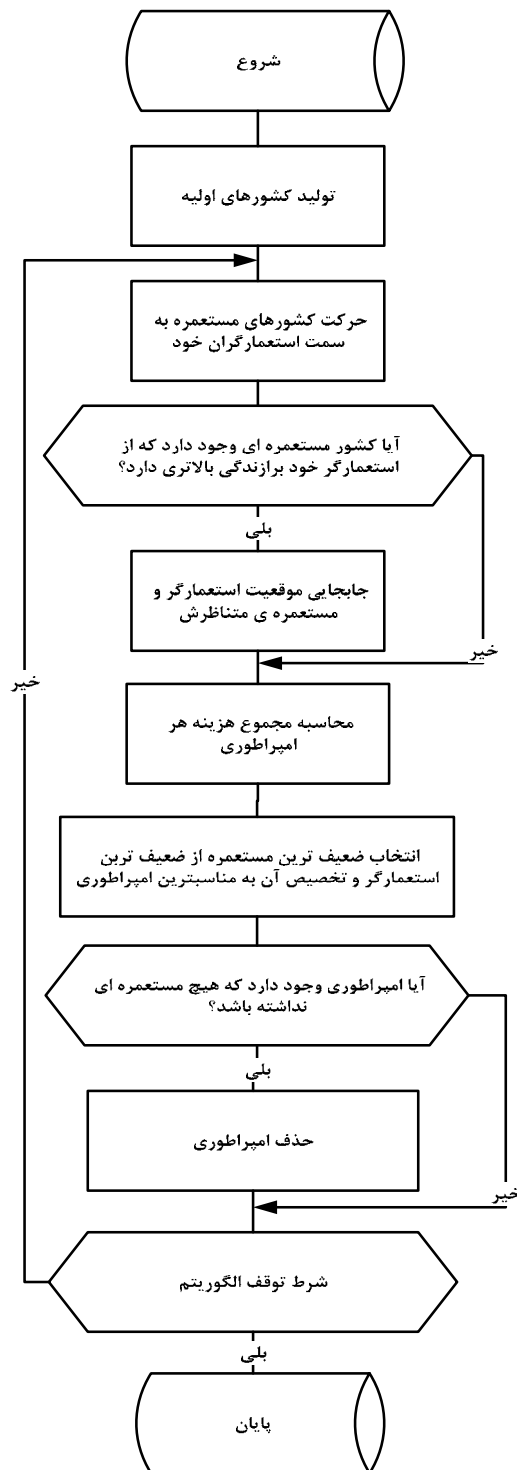 شروع
تولید کشورهای اولیه
حرکت کشورهای مستعمره به
سمت استعمارگران خود
آیا کشور مستعمره ای وجود دارد که از
استعمارگر خود برازندگی بالاتری دارد؟
بلی
جابجایی موقعیت استعمارگر و
مستعمره ی متناظرش
خیر
خیر
محاسبه مجموع هزینه هر
امپراطوری
انتخاب ضعیف ترین مستعمره از ضعیف ترین
استعمارگر و تخصیص آن به مناسبترین امپراطوری
آیا امپراطوری وجود دارد که هیچ مستعمره ای
نداشته باشد؟
بلی
حذف امپراطوری
خیر
شرط توقف الگوریتم
بلی
پایان